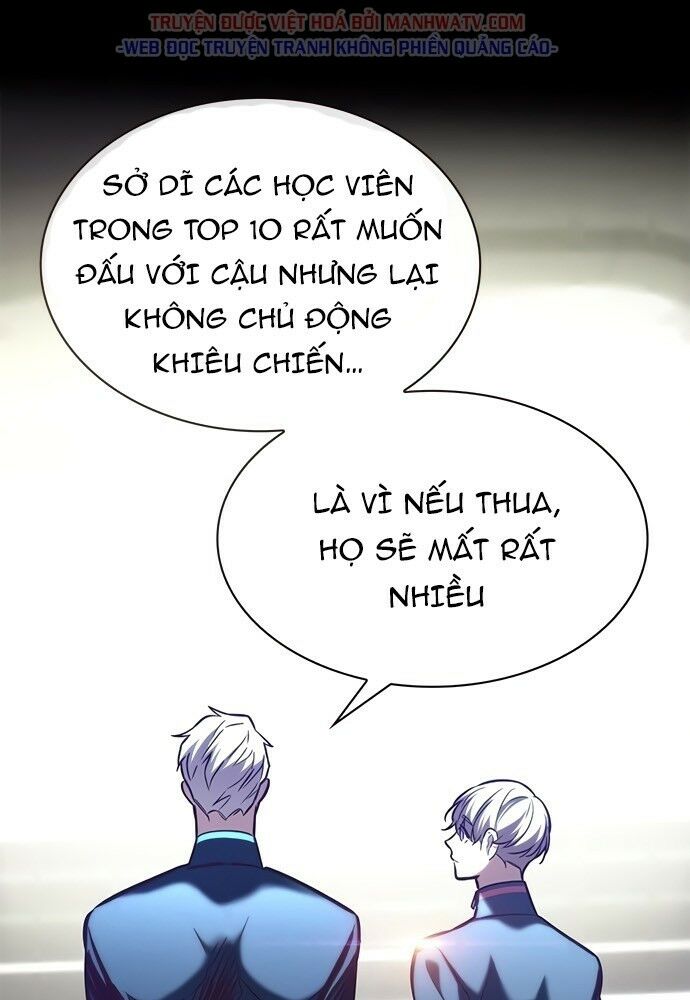 TRUYỆN ĐƯỢC VIỆT HOÁ BỞI MANHWATV.COM
-WEB ĐỌC TRUYỆN TRANH KHÔNG PHIỀN QUẢNG CÁO-
SỞ DĨ CÁC HỌC VIÊN
TRONG TOP 10 RẤT MUỐN
ĐẤU VỚI CẬU NHƯNG LẠI
KHÔNG CHỦ ĐỘNG
KHIÊU CHIẾN...
LÀ VÌ NẾU THUA,
HỌ SẼ MẤT RẤT
NHIỀU